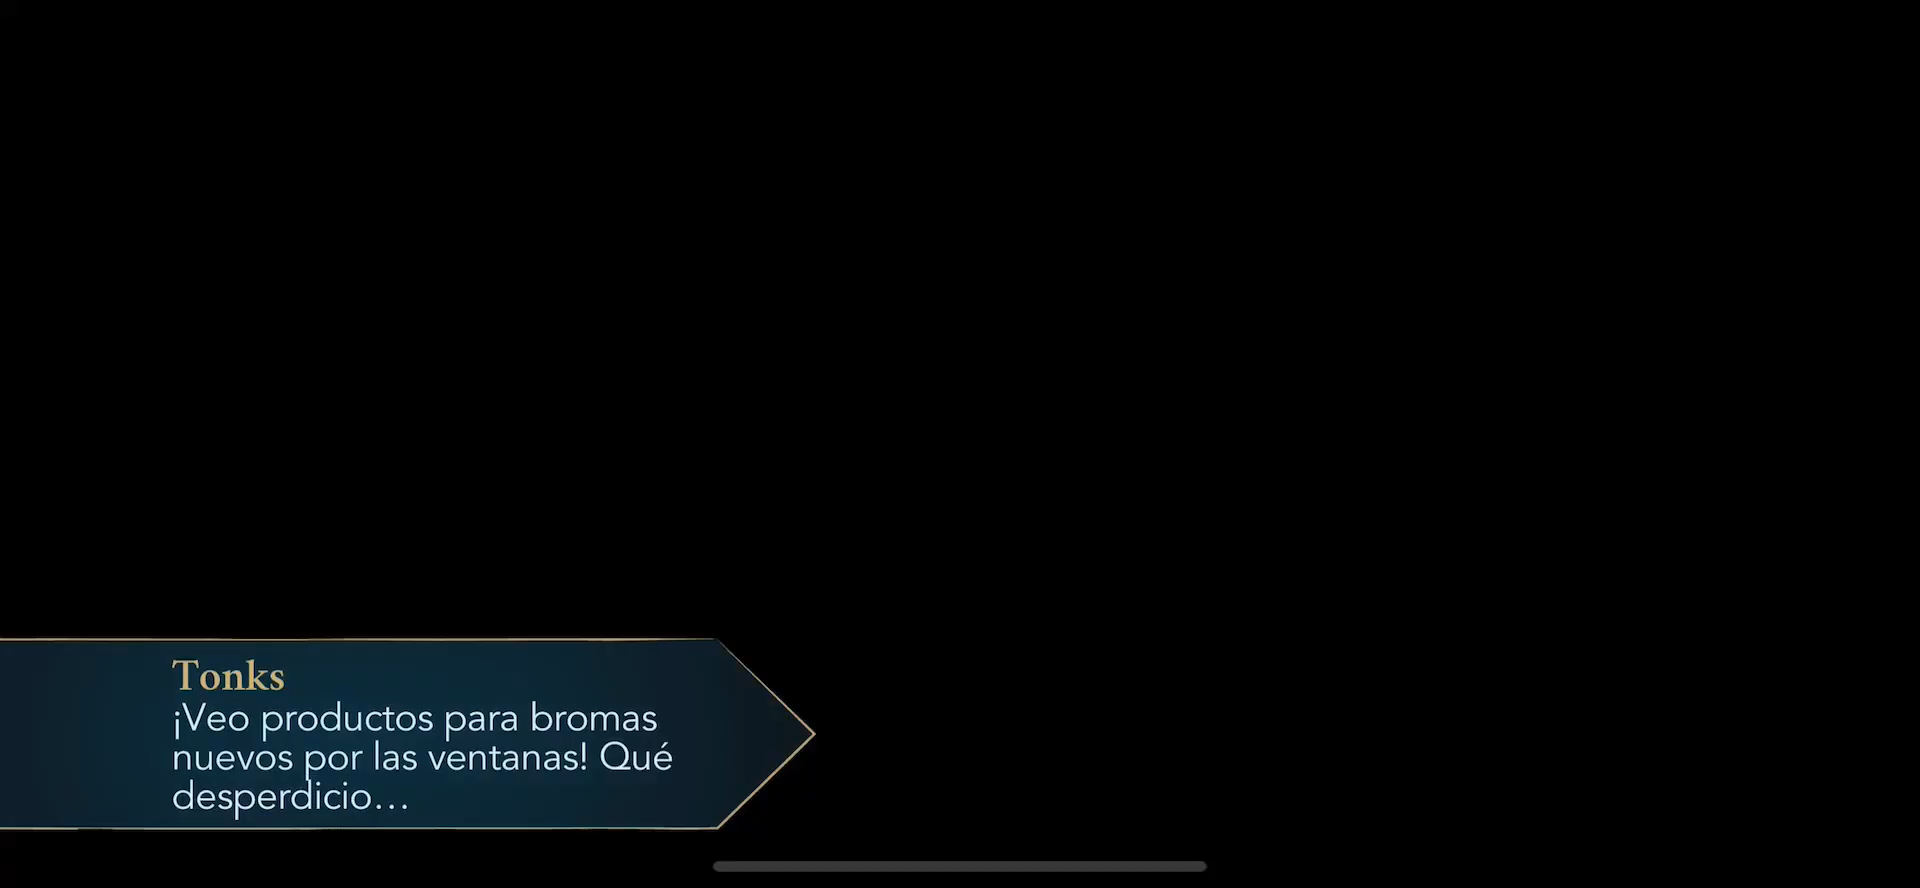 Tonks
¡Veo productos para bromas
nuevos por las ventanas! Qué
desperdicio…